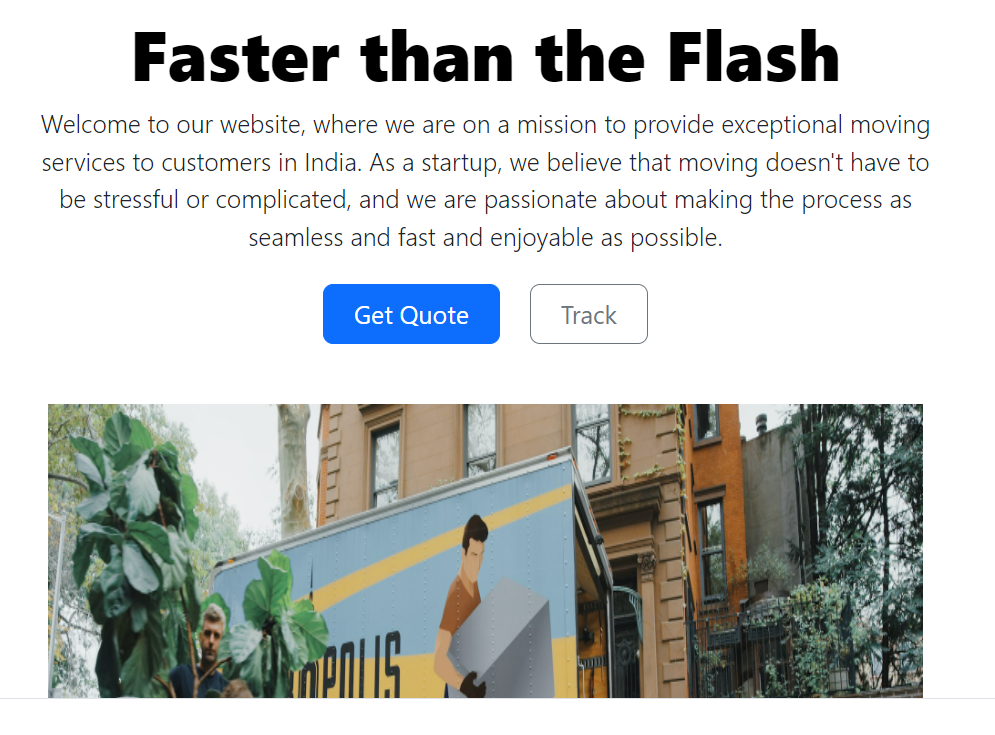 Faster than the Flash
Welcome to our website, where we are on a mission to provide exceptional moving
services to customers in India. As a startup, we believe that moving doesn't have to
be stressful or complicated, and we are passionate about making the process as
seamless and fast and enjoyable as possible.
Get Quote
Track
OPOLIS